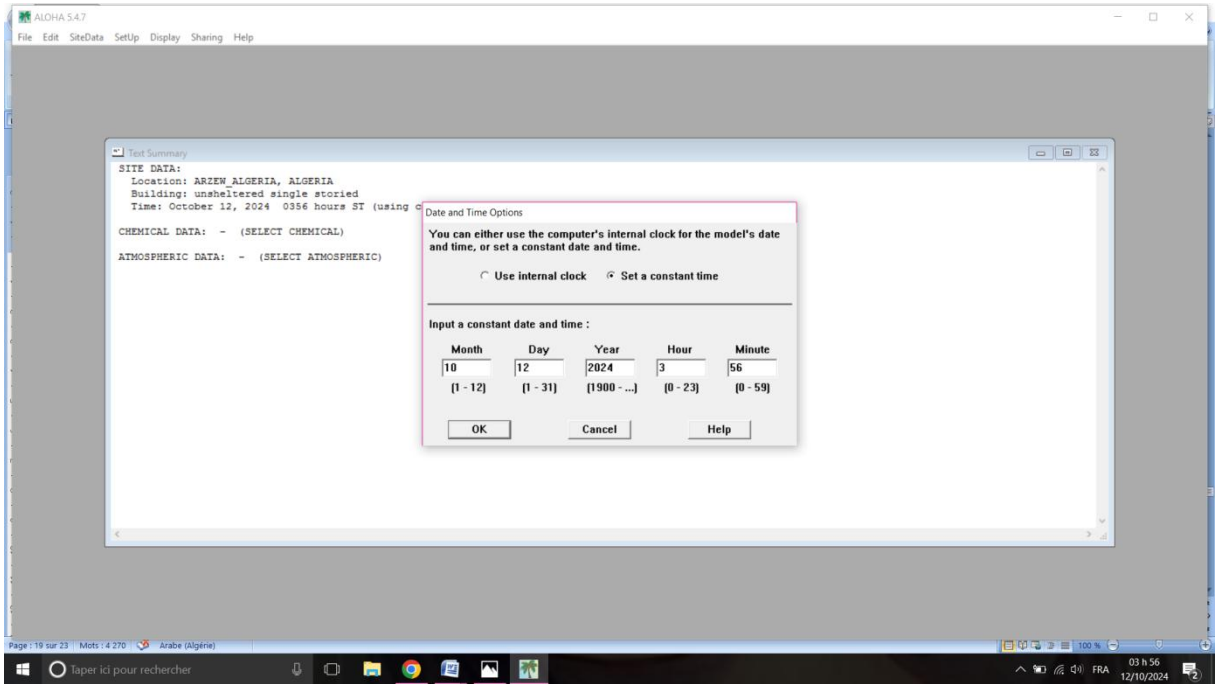 ALOHA 5.4.7
File Edit SiteData SetUp Display Sharing Help
Text Summary
SITE DATA:
Location: ARZEW_ALGERIA, ALGERIA
Building: unsheltered single storied
Time: October 12, 2024 0356 hours ST (using c
CHEMICAL DATA: - (SELECT CHEMICAL)
ATMOSPHERIC DATA: - (SELECT ATMOSPHERIC)
Date and Time Options
You can either use the computer's internal clock for the model's date
and time, or set a constant date and time.
Use internal clock Set a constant time
Input a constant date and time :
Month Day Year Hour Minute
10 12 2024 3 56
(1 - 12) (1 - 31) (1900 - ...) (0 - 23) (0 - 59)
OK Cancel Help
Page : 19 sur 23 Mots : 4 270 Arabe (Algérie) 100 %
Taper ici pour rechercher
FRA
03 h 56
12/10/2024
2